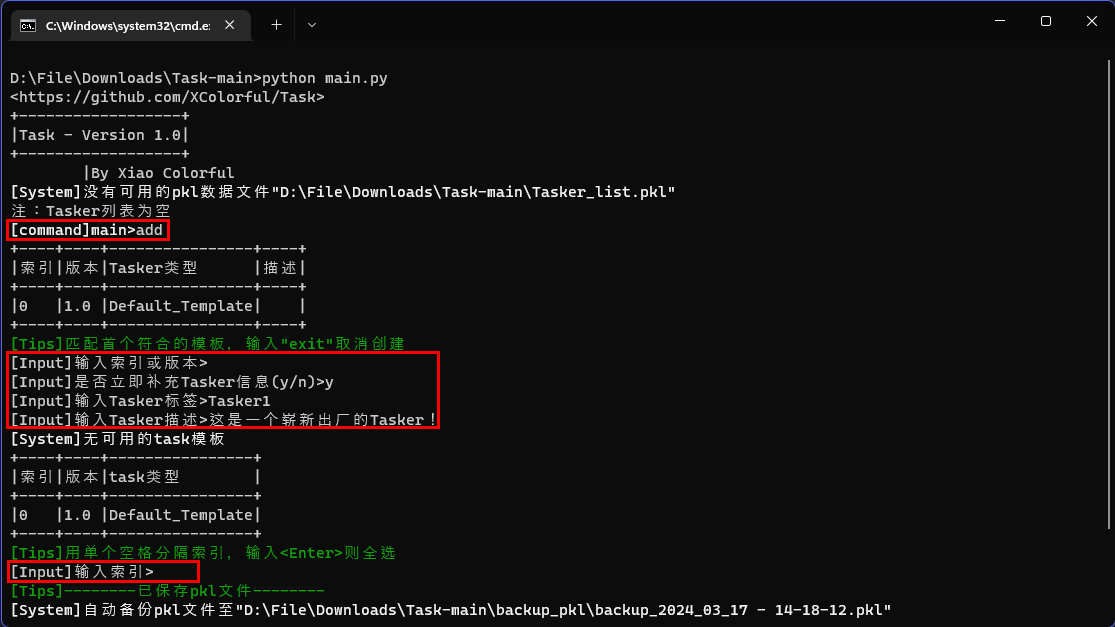 C:\Windows\system32\cmd.e:
D:\File\Downloads\Task-main>python main.py
<https://github.com/XColorful/Task>
+------------------+
|Task - Version 1.0|
+------------------+
|By Xiao Colorful
[System]没有可用的pkl数据文件"D:\File\Downloads\Task-main\Tasker_list.pkl"
注：Tasker列表为空
[command]main>add
+----+----+----------------+----+
|索引|版本|Tasker类型      |描述|
+----+----+----------------+----+
|0   |1.0 |Default_Template|    |
+----+----+----------------+----+
[Tips]匹配首个符合的模板，输入"exit"取消创建
[Input]输入索引或版本>
[Input]是否立即补充Tasker信息(y/n)>y
[Input]输入Tasker标签>Tasker1
[Input]输入Tasker描述>这是一个崭新出厂的Tasker！
[System]无可用的task模板
+----+----+----------------+
|索引|版本|task类型        |
+----+----+----------------+
|0   |1.0 |Default_Template|
+----+----+----------------+
[Tips]用单个空格分隔索引，输入<Enter>则全选
[Input]输入索引>
[Tips]--------已保存pkl文件--------
[System]自动备份pkl文件至"D:\File\Downloads\Task-main\backup_pkl\backup_2024_03_17 - 14-18-12.pkl"